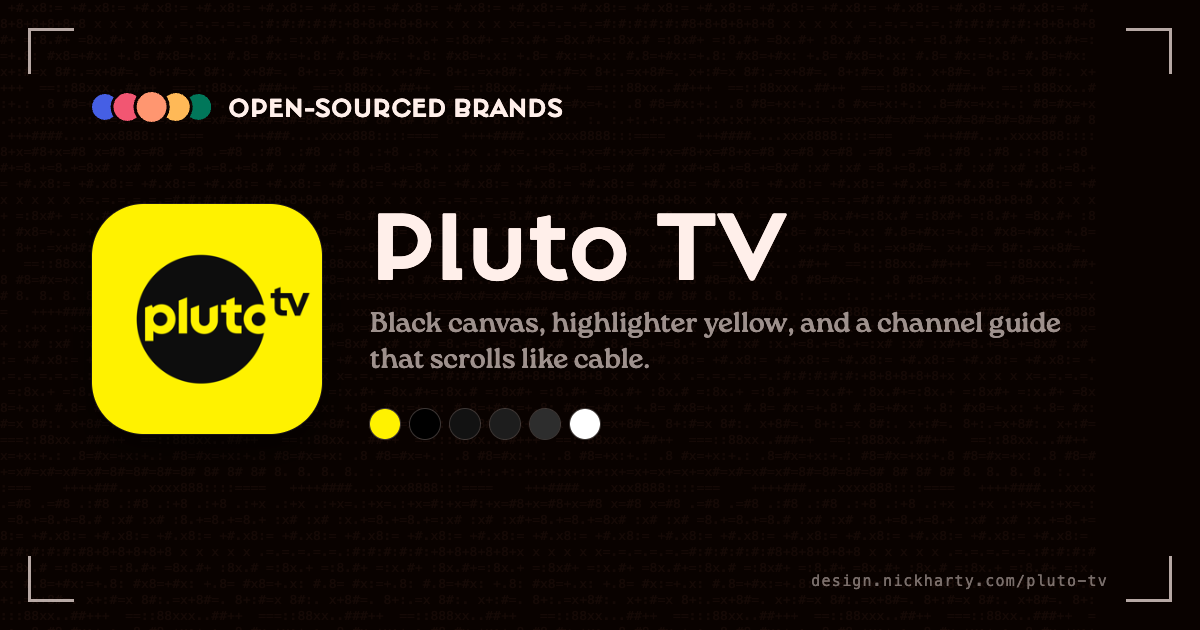 OPEN-SOURCED BRANDS
pluto tv
Pluto TV
Black canvas, highlighter yellow, and a channel guide
that scrolls like cable.
design.nickharty.com/pluto-tv